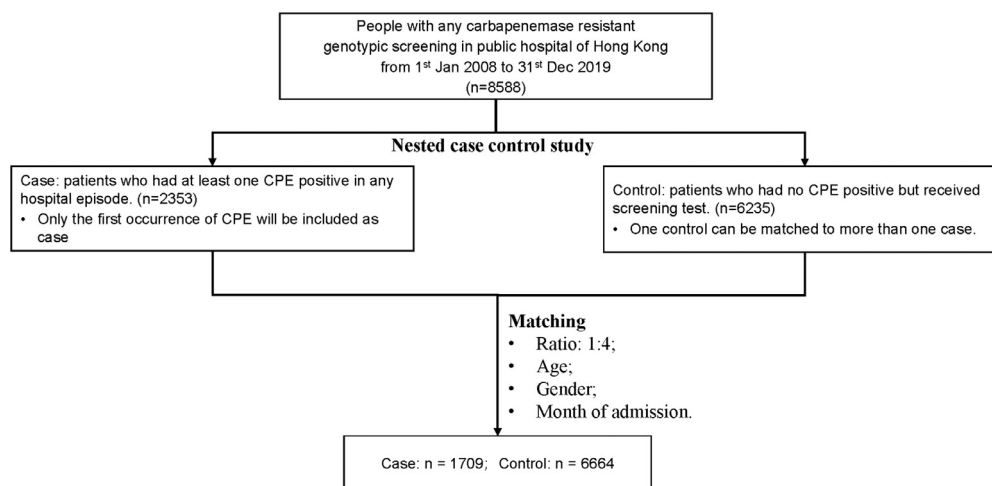 People with any carbapenemase resistant
genotypic screening in public hospital of Hong Kong
from 1st Jan 2008 to 31st Dec 2019
(n=8588)
Nested case control study
Case: patients who had at least one CPE positive in any
hospital episode. (n=2353)
• Only the first occurrence of CPE will be included as
case
Control: patients who had no CPE positive but received
screening test. (n=6235)
• One control can be matched to more than one case.
Matching
• Ratio: 1:4;
• Age;
• Gender;
• Month of admission.
Case: n = 1709; Control: n = 6664